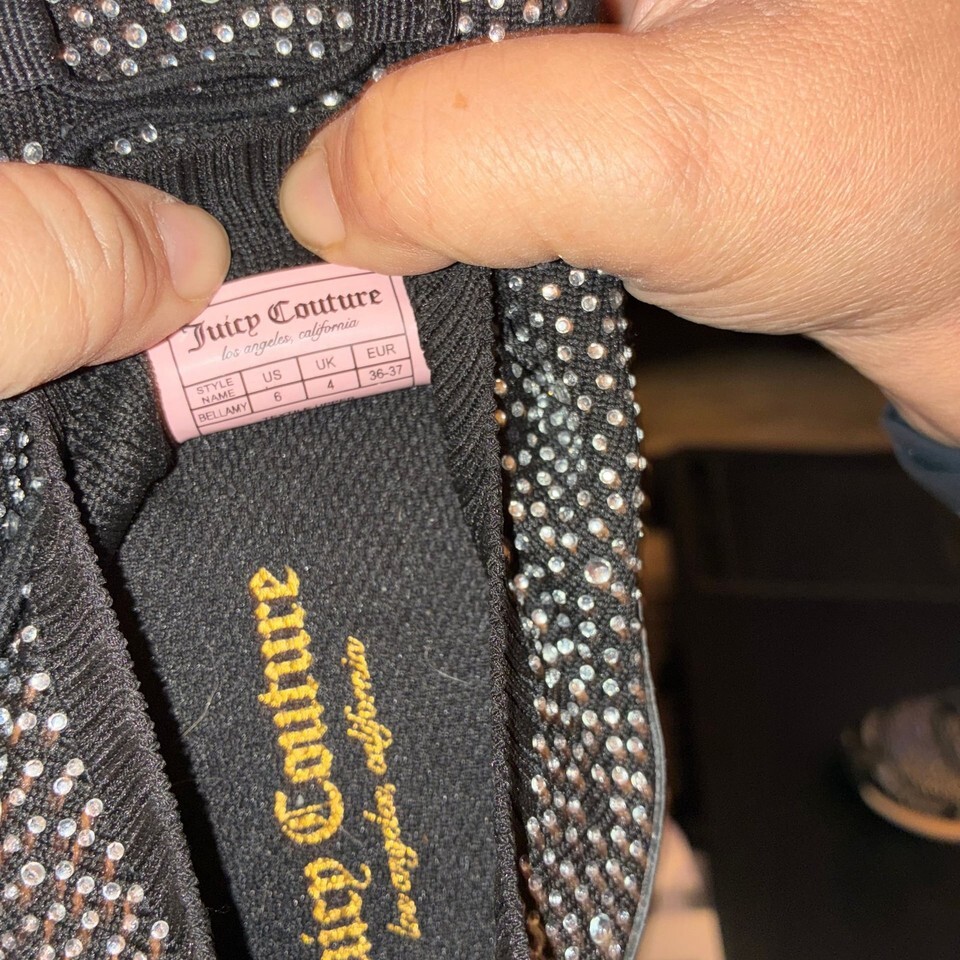 Juicy Couture
los angeles, california
STYLE NAME US UK EUR
BELLAMY 6 4 36-37
Juicy Couture
los angeles, california